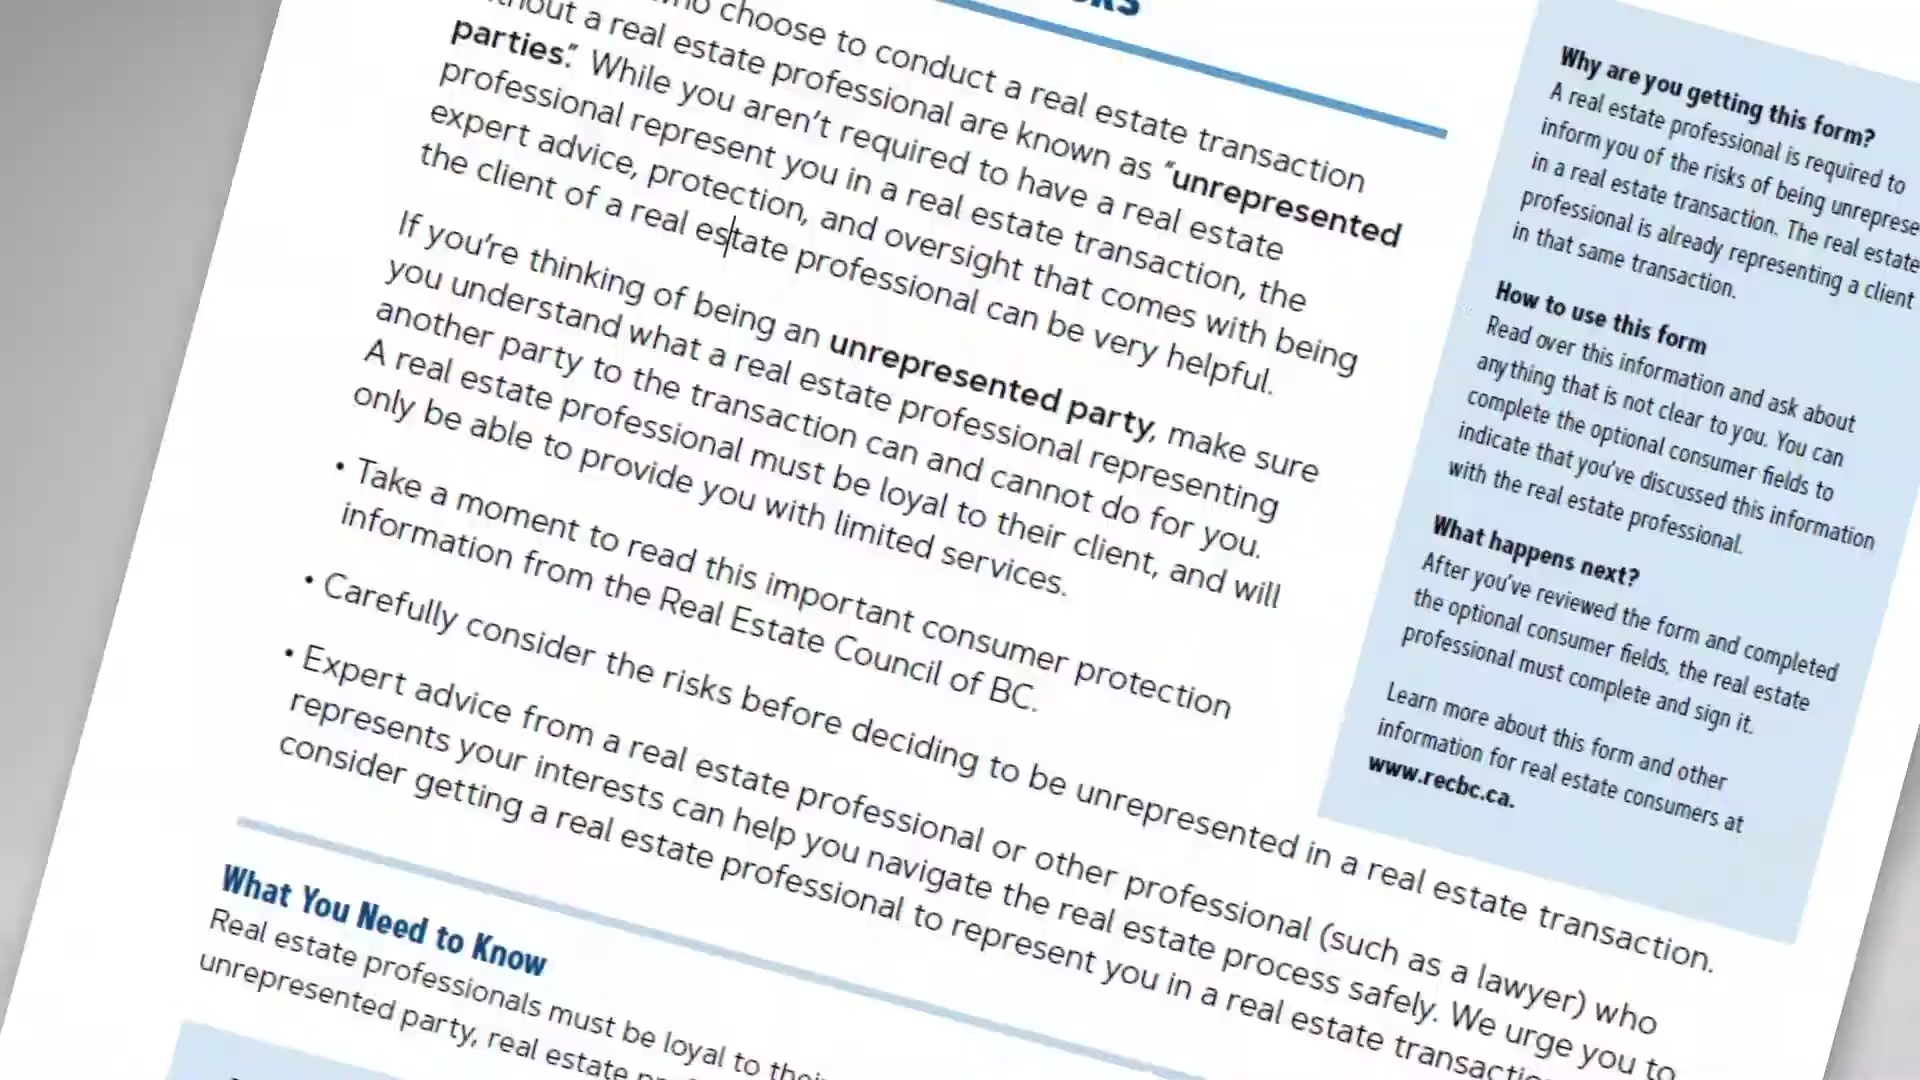 who choose to conduct a real estate transaction
without a real estate professional are known as “unrepresented
parties.” While you aren’t required to have a real estate
professional represent you in a real estate transaction, the
expert advice, protection, and oversight that comes with being
the client of a real estate professional can be very helpful.
If you’re thinking of being an unrepresented party, make sure
you understand what a real estate professional representing
another party to the transaction can and cannot do for you.
A real estate professional must be loyal to their client, and will
only be able to provide you with limited services.
• Take a moment to read this important consumer protection
information from the Real Estate Council of BC.
• Carefully consider the risks before deciding to be unrepresented in a real estate transaction.
• Expert advice from a real estate professional or other professional (such as a lawyer) who
represents your interests can help you navigate the real estate process safely. We urge you to
consider getting a real estate professional to represent you in a real estate transaction
What You Need to Know
Real estate professionals must be loyal to their
unrepresented party, real estate
Why are you getting this form?
A real estate professional is required to
inform you of the risks of being unreprese
in a real estate transaction. The real estate
professional is already representing a client
in that same transaction.
How to use this form
Read over this information and ask about
anything that is not clear to you. You can
complete the optional consumer fields to
indicate that you’ve discussed this information
with the real estate professional.
What happens next?
After you’ve reviewed the form and completed
the optional consumer fields, the real estate
professional must complete and sign it.
Learn more about this form and other
information for real estate consumers at
www.recbc.ca.